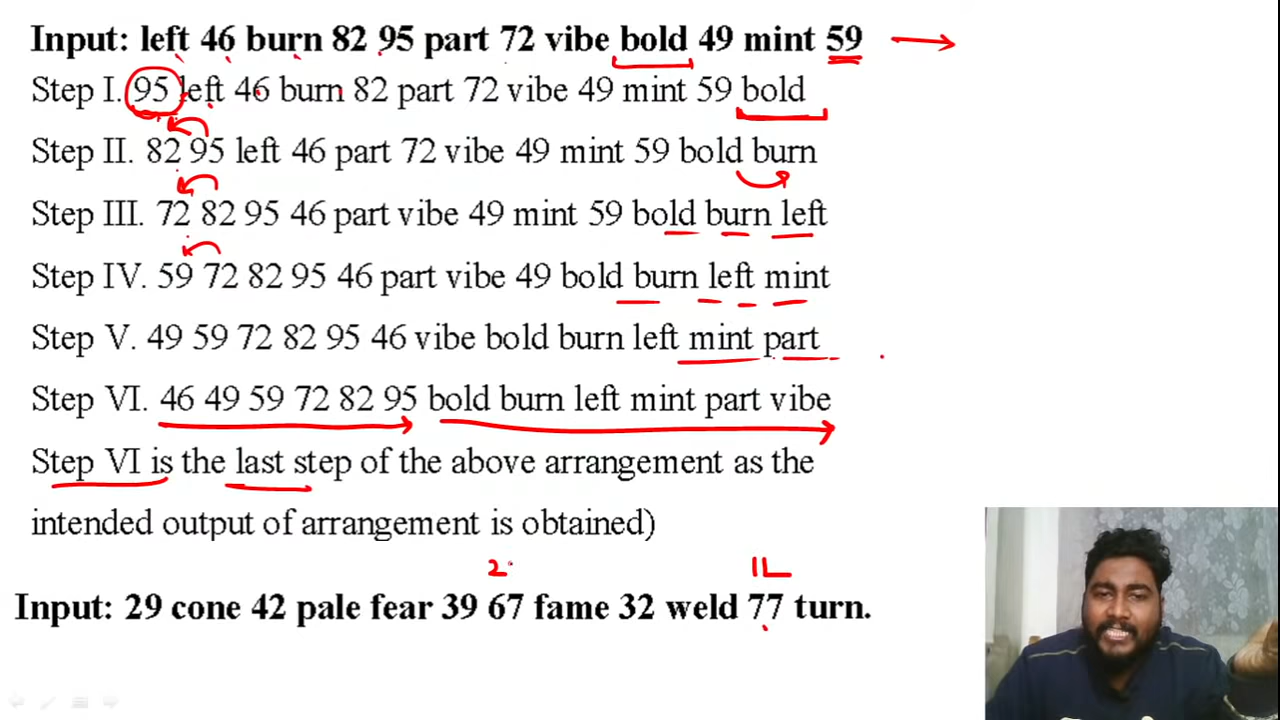 Input: left 46 burn 82 95 part 72 vibe bold 49 mint 59
Step I. 95 left 46 burn 82 part 72 vibe 49 mint 59 bold
Step II. 82 95 left 46 part 72 vibe 49 mint 59 bold burn
Step III. 72 82 95 46 part vibe 49 mint 59 bold burn left
Step IV. 59 72 82 95 46 part vibe 49 bold burn left mint
Step V. 49 59 72 82 95 46 vibe bold burn left mint part
Step VI. 46 49 59 72 82 95 bold burn left mint part vibe
Step VI is the last step of the above arrangement as the
intended output of arrangement is obtained)
2 1L
Input: 29 cone 42 pale fear 39 67 fame 32 weld 77 turn.